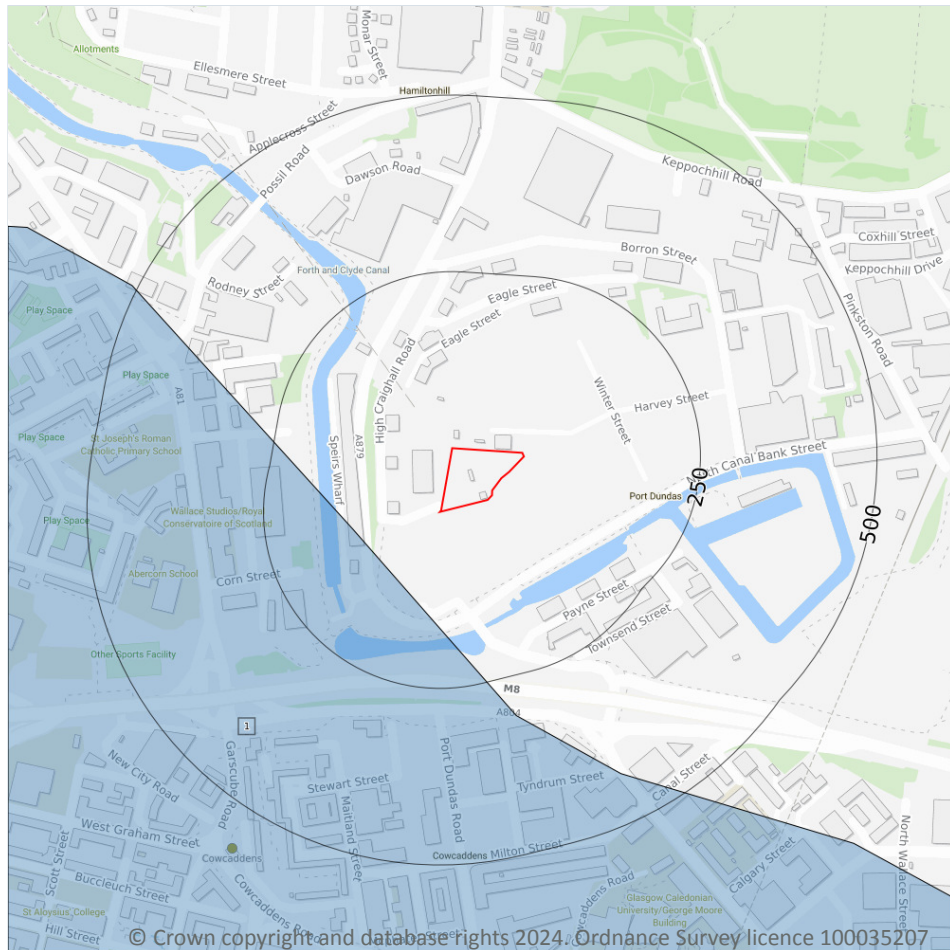 Allotments
Ellesmere Street
Monar Street
Hamiltonhill
Applecross Street
Possil Road
Dawson Road
Keppochhill Road
Coxhill Street
Keppochhill Drive
Borron Street
Forth and Clyde Canal
Rodney Street
Eagle Street
Eagle Street
Pinkston Road
Play Space
Play Space
A81
High Craighall Road
Winter Street
Harvey Street
Play Space
St Joseph's Roman
Catholic Primary School
A879
Speirs Wharf
North Canal Bank Street
250
Port Dundas
500
Play Space
Wallace Studios/Royal
Conservatoire of Scotland
Abercorn School
Corn Street
Payne Street
Townsend Street
Other Sports Facility
M8
A804
1
Garscube Road
New City Road
Stewart Street
Maitland Street
Port Dundas Road
Tyndrum Street
Canal Street
West Graham Street
Scott Street
Cowcaddens
Cowcaddens
Milton Street
Calgary Street
North Wallace Street
Buccleuch Street
Cowcaddens Road
Cowcaddens Road
St Aloysius' College
Hill Street
Glasgow Caledonian
University/George Moore
Building
© Crown copyright and database rights 2024. Ordnance Survey licence 100035207